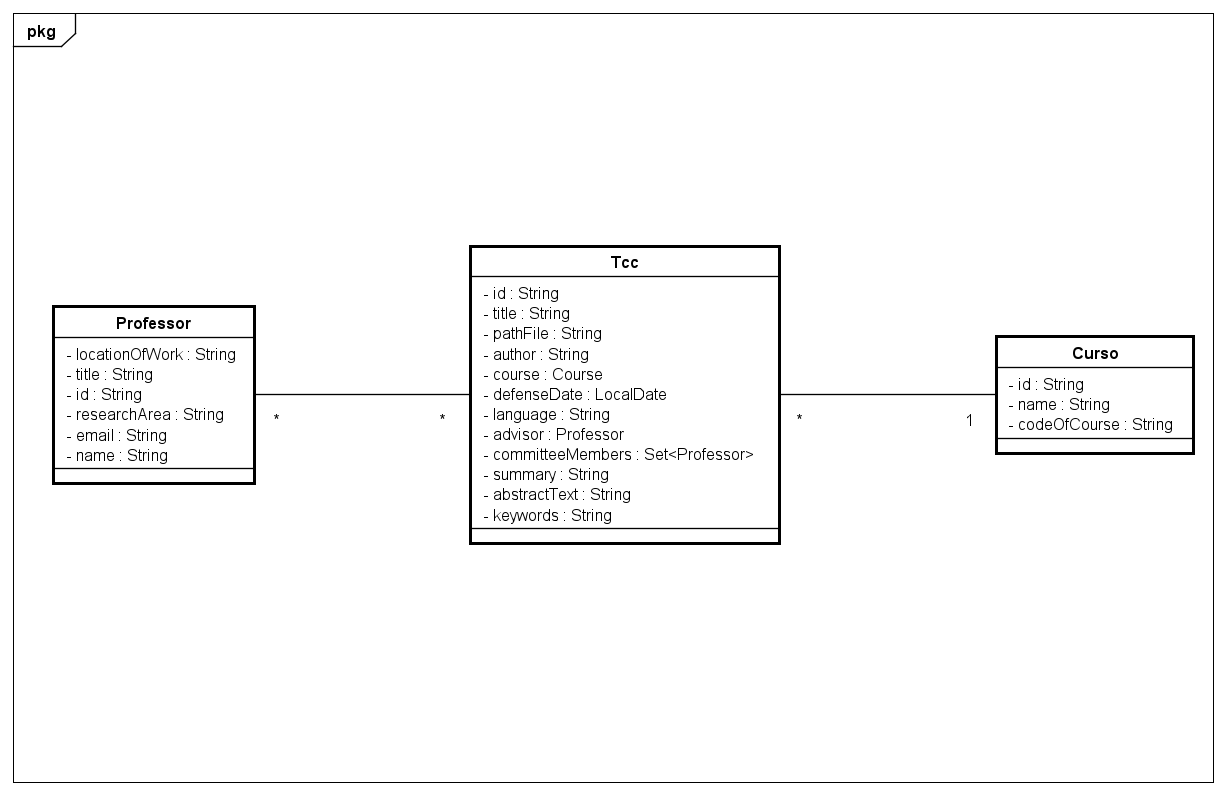 pkg
Professor
- locationOfWork : String
- title : String
- id : String
- researchArea : String
- email : String
- name : String
* *
Tcc
- id : String
- title : String
- pathFile : String
- author : String
- course : Course
- defenseDate : LocalDate
- language : String
- advisor : Professor
- committeeMembers : Set<Professor>
- summary : String
- abstractText : String
- keywords : String
* 1
Curso
- id : String
- name : String
- codeOfCourse : String